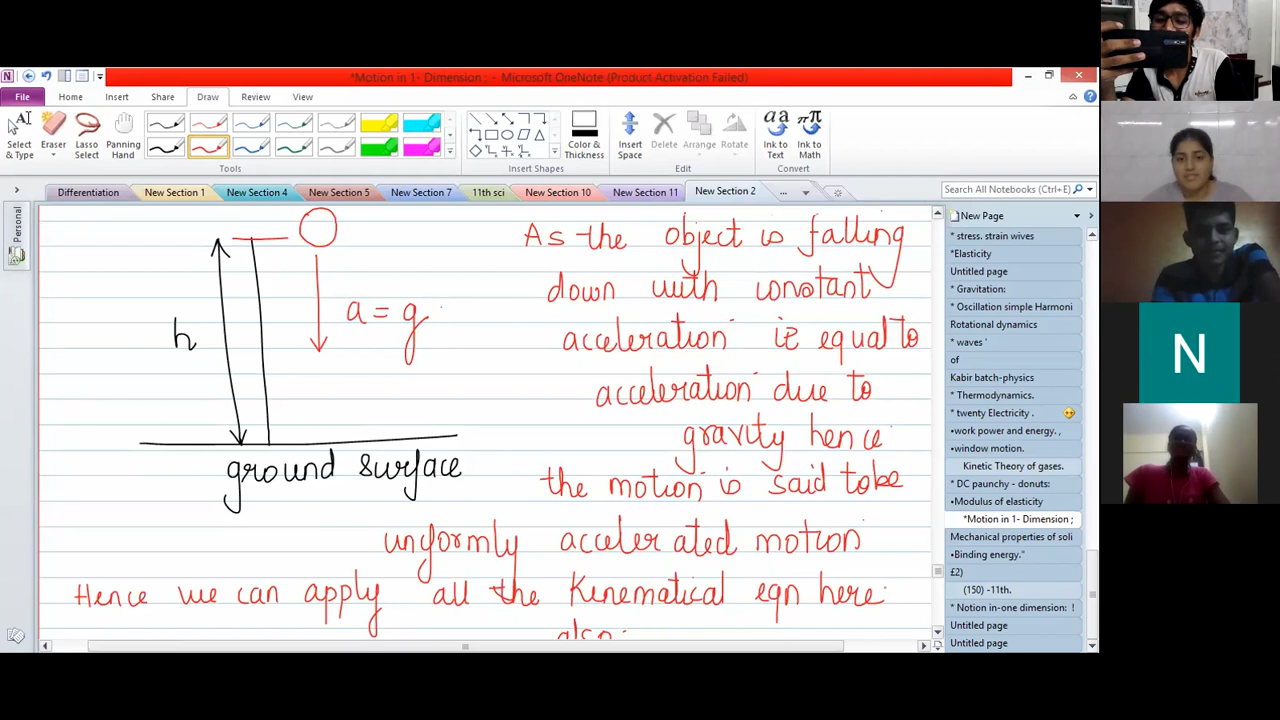 *Motion in 1- Dimension ; - Microsoft OneNote (Product Activation Failed)
File Home Insert Share Draw Review View
Select & Type
Eraser
Lasso Select
Panning Hand
Color & Thickness
Insert Space
Delete
Arrange
Rotate
Ink to Text
Ink to Math
Tools
Insert Shapes
Edit
Convert
Differentiation New Section 1 New Section 4 New Section 5 New Section 7 11th sci New Section 10 New Section 11 New Section 2 ...
Search All Notebooks (Ctrl+E)
Personal
h
a = g
ground surface
As the object is falling
down with constant
acceleration ie equal to
acceleration due to
gravity hence
the motion is said to be
uniformly accelerated motion
Hence we can apply all the Kinematical eqn here
also:
New Page
* stress. strain wives
*Elasticity
Untitled page
* Gravitation:
* Oscillation simple Harmoni
Rotational dynamics
* waves '
of
Kabir batch-physics
* Thermodynamics.
* twenty Electricity .
•work power and energy. ,
•window motion.
Kinetic Theory of gases.
* DC paunchy - donuts:
•Modulus of elasticity
*Motion in 1- Dimension ;
Mechanical properties of soli
•Binding energy."
£2)
(150) -11th.
* Notion in-one dimension: !
Untitled page
Untitled page
N